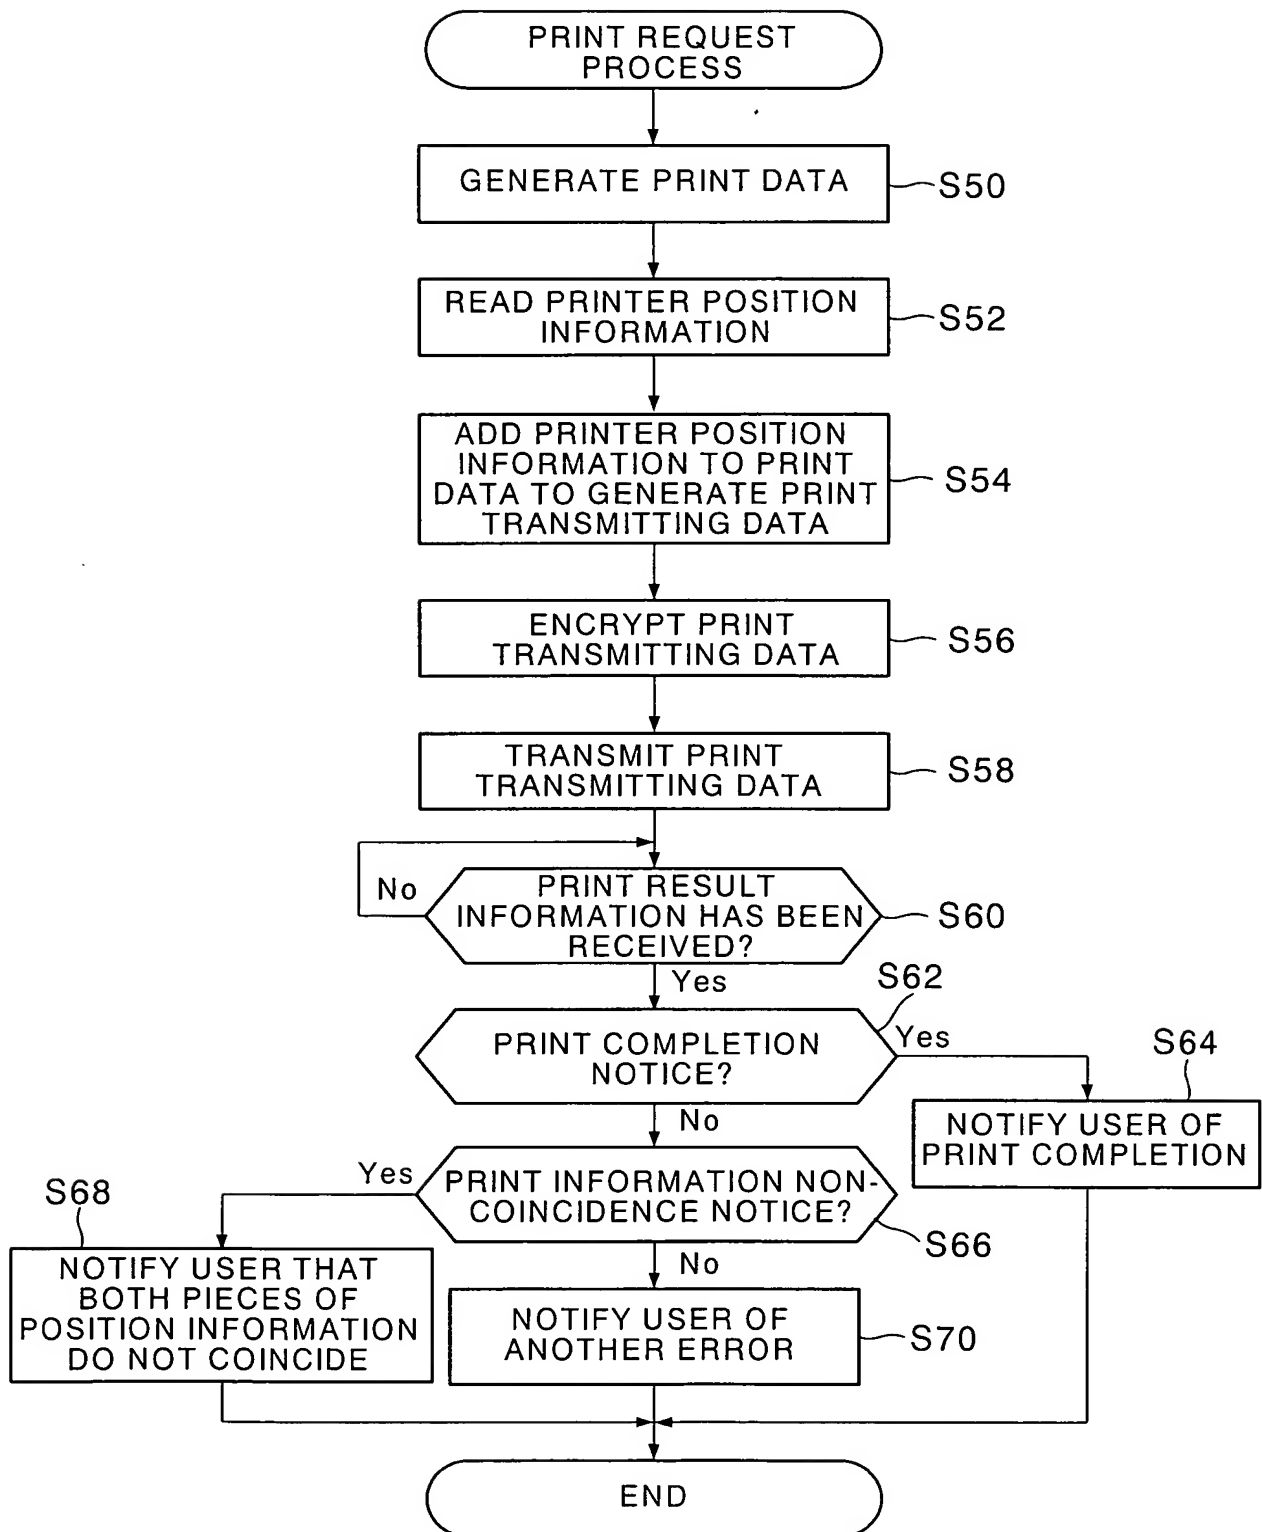 PRINT REQUEST
PROCESS
GENERATE PRINT DATA
S50
READ PRINTER POSITION
INFORMATION
S52
ADD PRINTER POSITION
INFORMATION TO PRINT
DATA TO GENERATE PRINT
TRANSMITTING DATA
S54
ENCRYPT PRINT
TRANSMITTING DATA
S56
TRANSMIT PRINT
TRANSMITTING DATA
S58
No
PRINT RESULT
INFORMATION HAS BEEN
RECEIVED?
S60
Yes
S62
PRINT COMPLETION
NOTICE?
Yes
S64
NOTIFY USER OF
PRINT COMPLETION
No
Yes
PRINT INFORMATION NON-
COINCIDENCE NOTICE?
S66
S68
NOTIFY USER THAT
BOTH PIECES OF
POSITION INFORMATION
DO NOT COINCIDE
No
NOTIFY USER OF
ANOTHER ERROR
S70
END